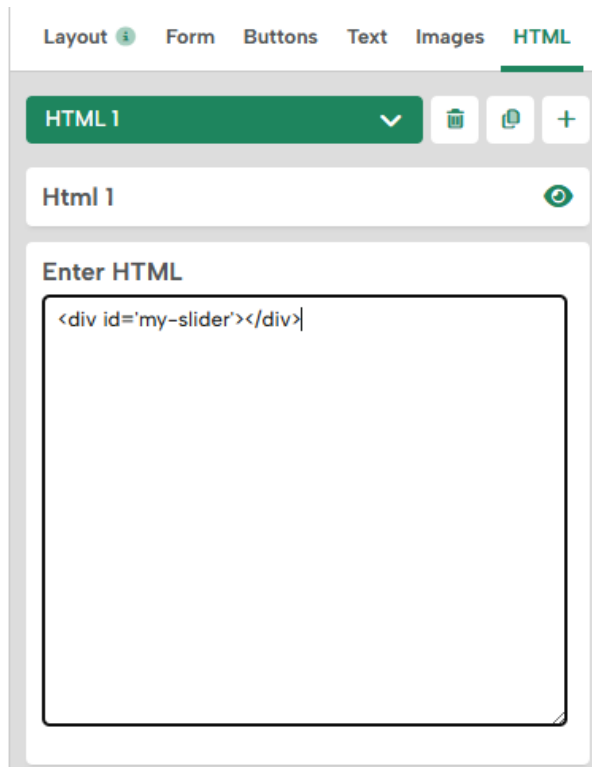 Layout i Form Buttons Text Images HTML
HTML 1
Html 1
Enter HTML
<div id='my-slider'></div>